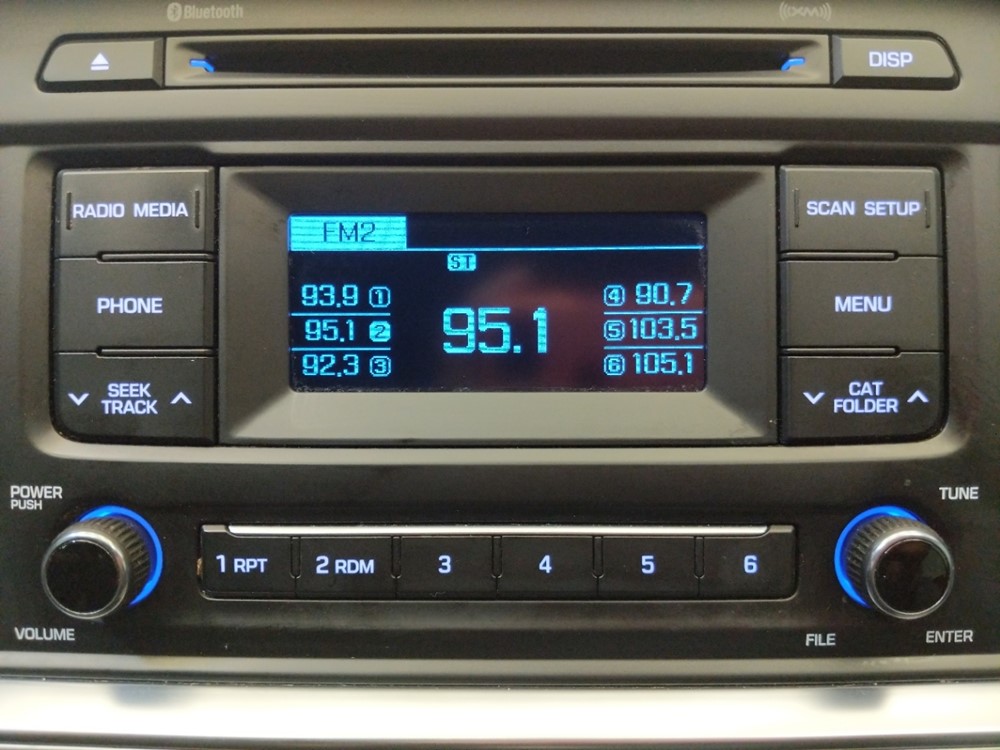 Bluetooth
(XM)
DISP
RADIO MEDIA
SCAN SETUP
FM2
ST
PHONE
MENU
93.9 1
95.1 2
92.3 3
95.1
4 90.7
5 103.5
6 105.1
SEEK
TRACK
CAT
FOLDER
POWER
PUSH
TUNE
1 RPT
2 RDM
3
4
5
6
VOLUME
FILE
ENTER